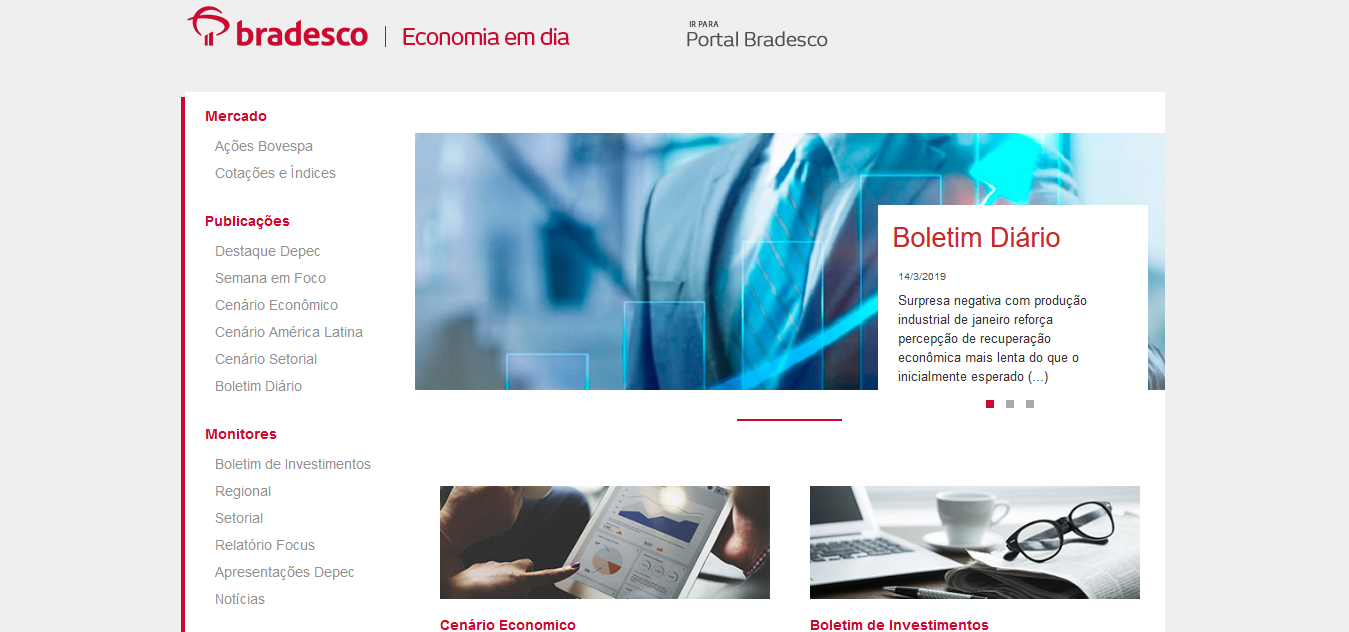 bradesco
Economia em dia
IR PARA
Portal Bradesco
Mercado
Ações Bovespa
Cotações e Índices
Publicações
Destaque Depec
Semana em Foco
Cenário Econômico
Cenário América Latina
Cenário Setorial
Boletim Diário
Monitores
Boletim de Investimentos
Regional
Setorial
Relatório Focus
Apresentações Depec
Notícias
Boletim Diário
14/3/2019
Surpresa negativa com produção
industrial de janeiro reforça
percepção de recuperação
econômica mais lenta do que o
inicialmente esperado (...)
Cenário Economico
Boletim de Investimentos